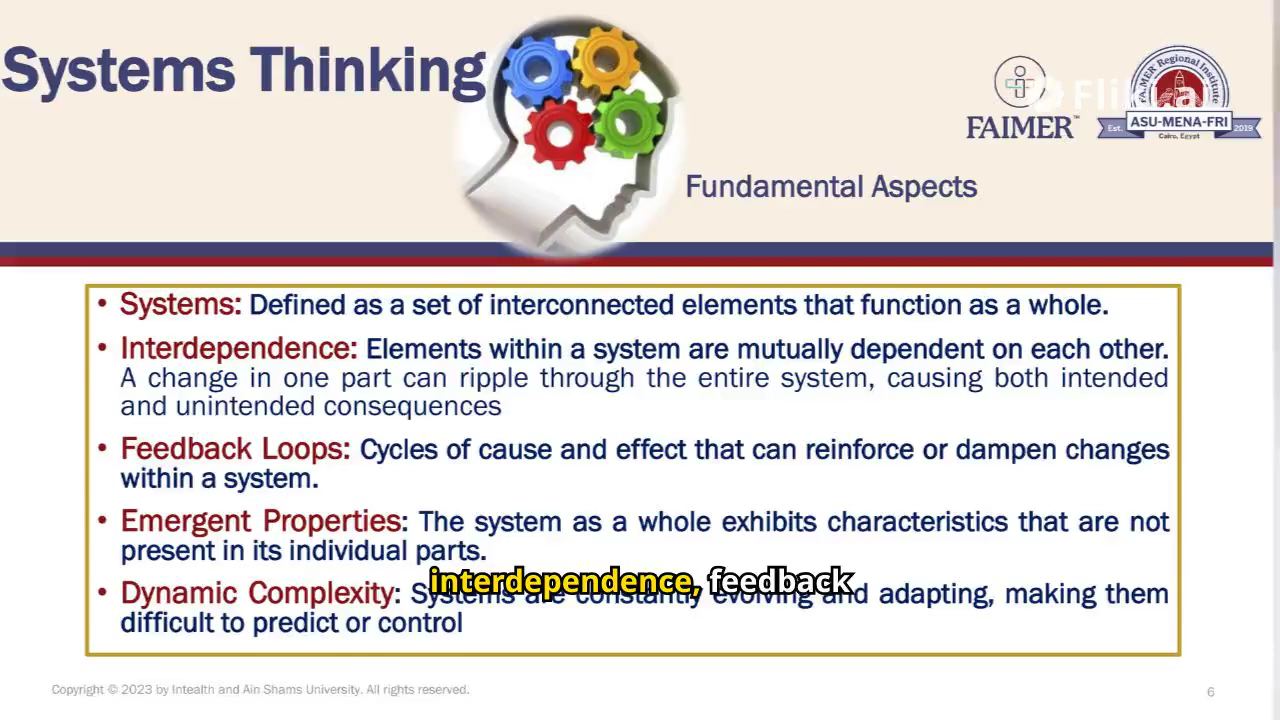 Systems Thinking
FAIMER™
FAIMER Regional Institute
Est. ASU-MENA-FRI 2019
Cairo, Egypt
Fundamental Aspects
• Systems: Defined as a set of interconnected elements that function as a whole.
• Interdependence: Elements within a system are mutually dependent on each other.
A change in one part can ripple through the entire system, causing both intended
and unintended consequences
• Feedback Loops: Cycles of cause and effect that can reinforce or dampen changes
within a system.
• Emergent Properties: The system as a whole exhibits characteristics that are not
present in its individual parts.
interdependence, feedback
• Dynamic Complexity: Systems are constantly evolving and adapting, making them
difficult to predict or control
Copyright © 2023 by Intealth and Ain Shams University. All rights reserved.
6